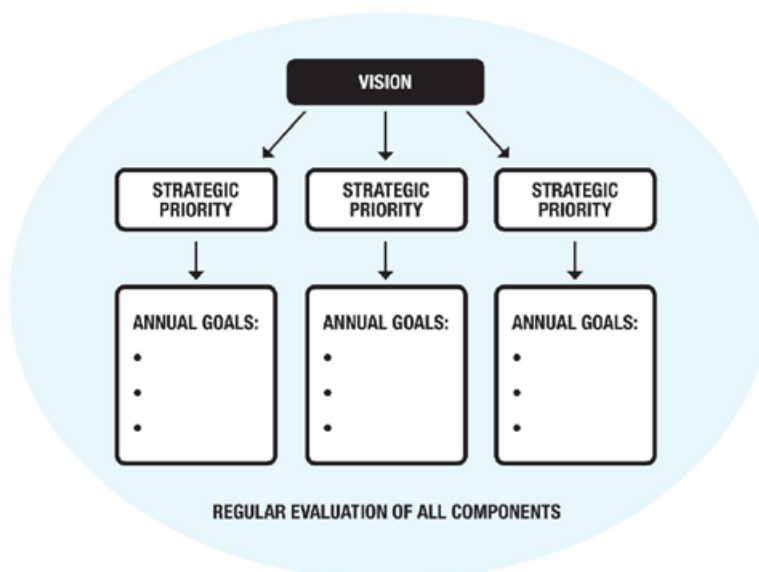 VISION
STRATEGIC
PRIORITY
STRATEGIC
PRIORITY
STRATEGIC
PRIORITY
ANNUAL GOALS:
•
•
•
ANNUAL GOALS:
•
•
•
ANNUAL GOALS:
•
•
•
REGULAR EVALUATION OF ALL COMPONENTS